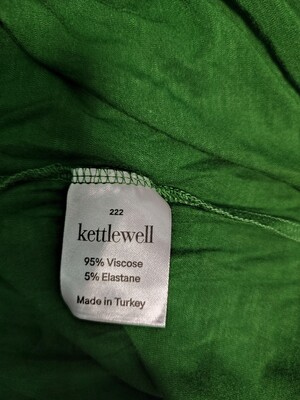 222
kettlewell
95% Viscose
5% Elastane
Made in Turkey